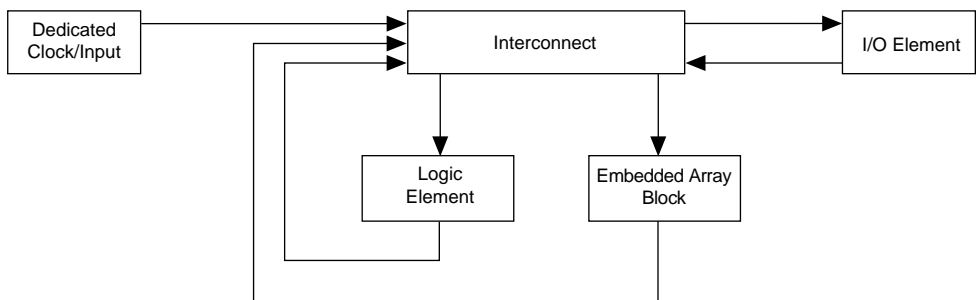 Dedicated
Clock/Input
Interconnect
I/O Element
Logic
Element
Embedded Array
Block